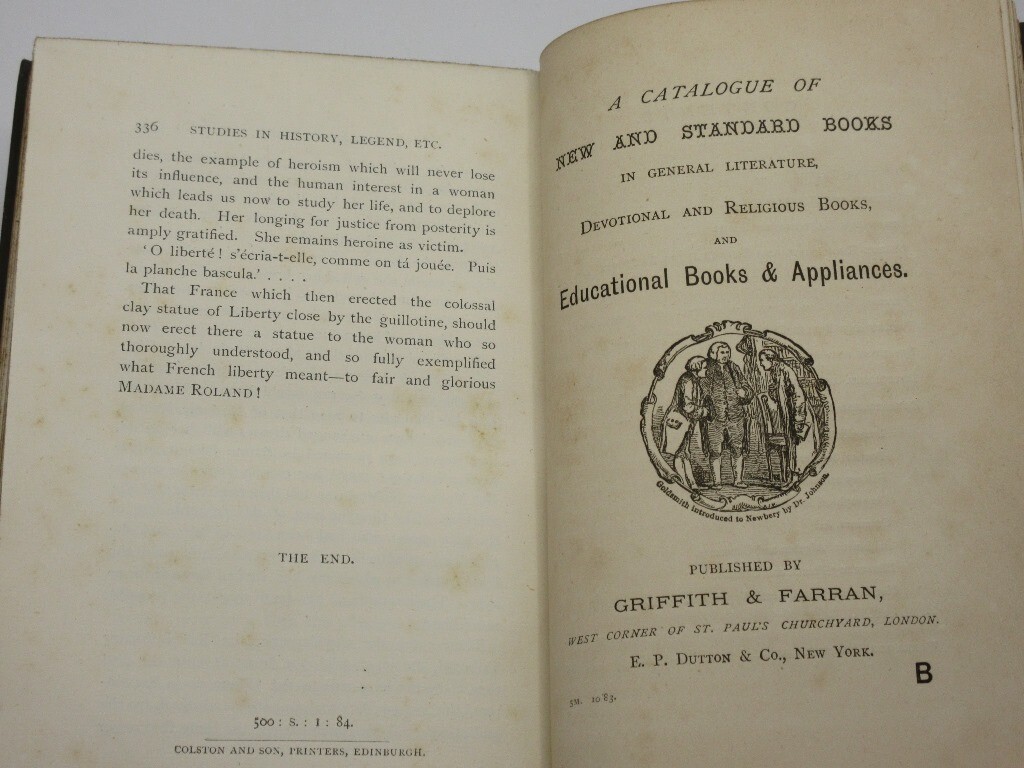 336 STUDIES IN HISTORY, LEGEND, ETC.
dies, the example of heroism which will never lose
its influence, and the human interest in a woman
which leads us now to study her life, and to deplore
her death. Her longing for justice from posterity is
amply gratified. She remains heroine as victim.
‘O liberté! s’écria-t-elle, comme on tá jouée. Puis
la planche bascula.’ . . . .
That France which then erected the colossal
clay statue of Liberty close by the guillotine, should
now erect there a statue to the woman who so
thoroughly understood, and so fully exemplified
what French liberty meant—to fair and glorious
MADAME ROLAND!
THE END.
500 : S. : 1 : 84.
COLSTON AND SON, PRINTERS, EDINBURGH.
A CATALOGUE OF
NEW AND STANDARD BOOKS
IN GENERAL LITERATURE,
DEVOTIONAL AND RELIGIOUS BOOKS,
AND
Educational Books & Appliances.
Goldsmith introduced to Newbery by Dr. Johnson.
PUBLISHED BY
GRIFFITH & FARRAN,
WEST CORNER OF ST. PAUL'S CHURCHYARD, LONDON.
E. P. DUTTON & CO., NEW YORK.
B
5M. 10.83.